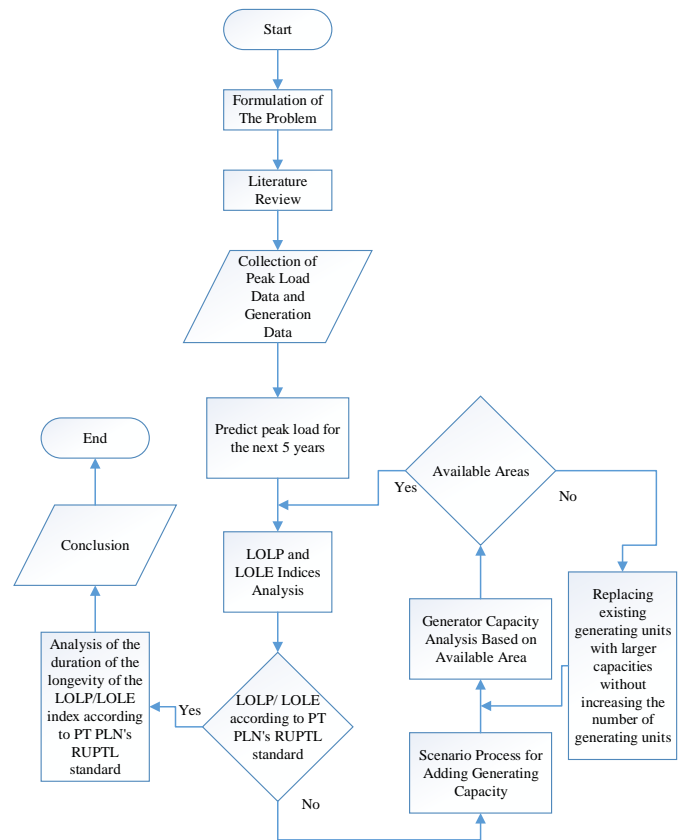 Start
Formulation of
The Problem
Literature
Review
Collection of
Peak Load
Data and
Generation
Data
Predict peak load for
the next 5 years
LOLP and
LOLE Indices
Analysis
LOLP/ LOLE
according to PT
PLN's RUPTL
standard
Yes
Analysis of the
duration of the
longevity of the
LOLP/LOLE
index according
to PT PLN's
RUPTL
standard
Conclusion
End
No
Scenario Process for
Adding Generating
Capacity
Generator Capacity
Analysis Based on
Available Area
Available Areas
Yes
No
Replacing
existing
generating units
with larger
capacities
without
increasing the
number of
generating units